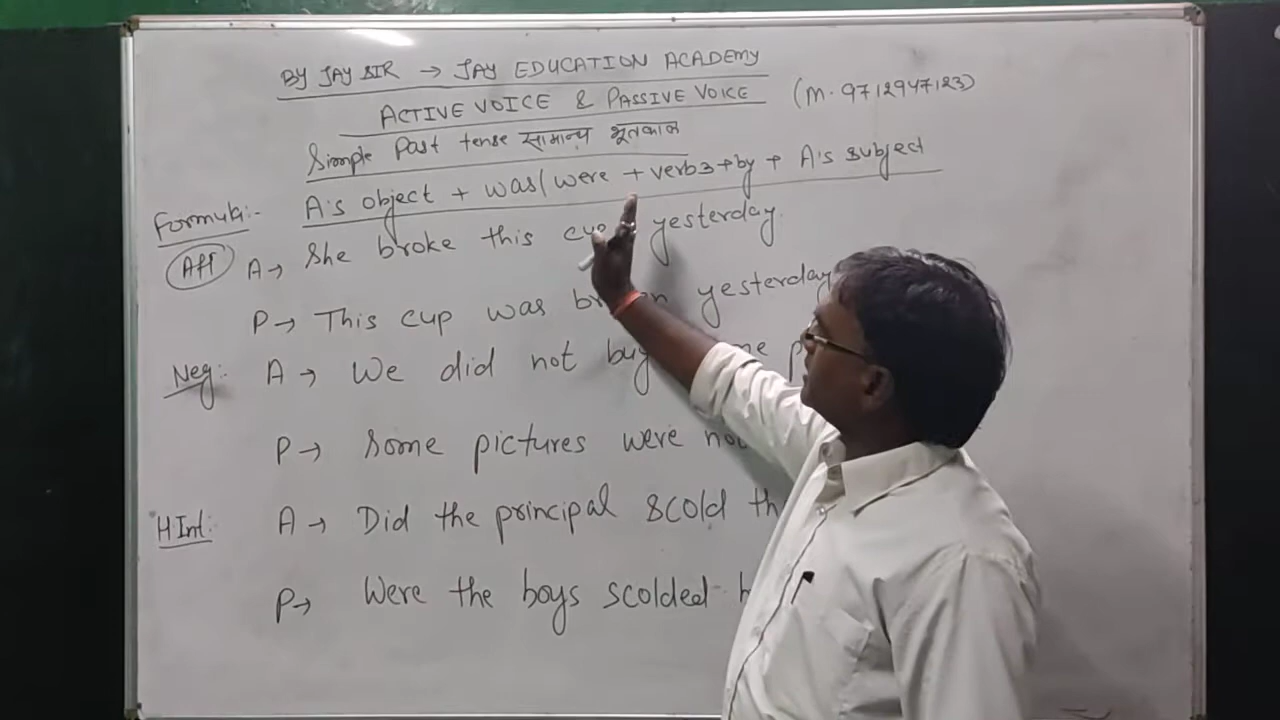 BY JAY SIR → JAY EDUCATION ACADEMY
ACTIVE VOICE & PASSIVE VOICE (M. 9712947123)
Simple Past tense सामान्य भूतकाल
Formula:- A's object + was/were + verb3 + by + A's subject
Aff A → She broke this cup yesterday.
P → This cup was yesterday
Neg:- A → We did not buy
P → Some pictures were
H Int: A → Did the principal scold
P → Were the boys scolded